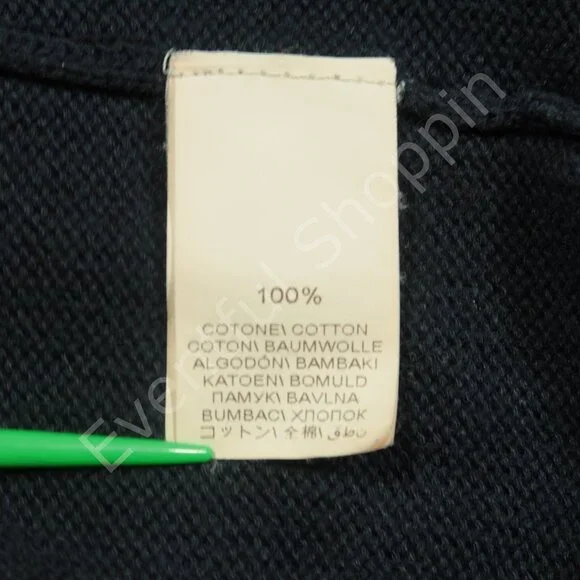 100%
COTONE\ COTTON
COTON\ BAUMWOLLE
ALGODÓN\ BAMBAKI
KATOEN\ BOMULD
ПАМУК\ BAVLNA
BUMBAC\ ХЛОПОК
コットン\ 全棉\ قطن
Eventful Shoppin